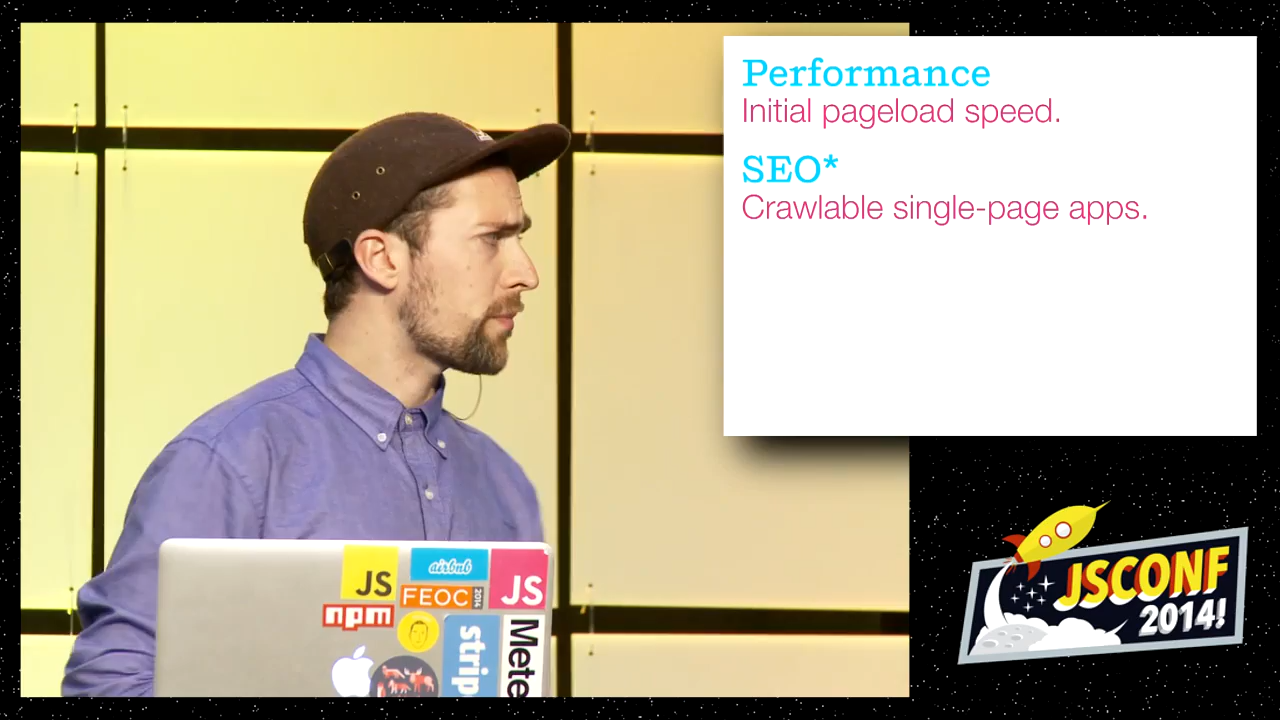 Performance
Initial pageload speed.
SEO*
Crawlable single-page apps.
JS
airbnb
JS
FEOC
2014
npm
strip
Mete
JSCONF
2014!